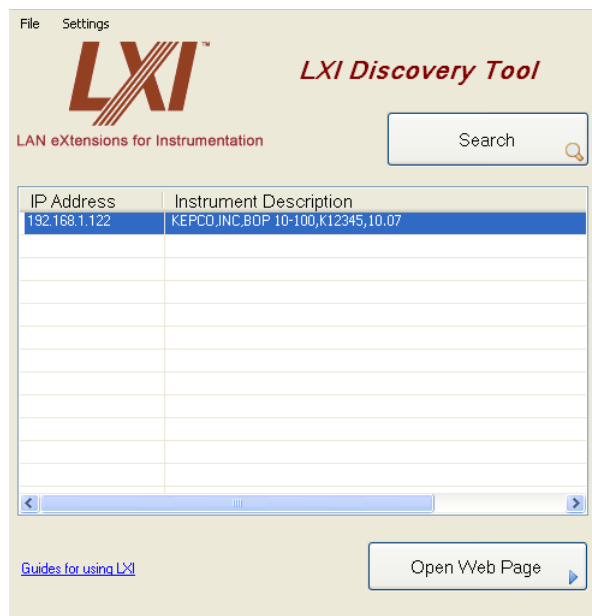 File Settings
LXI™
LXI Discovery Tool
LAN eXtensions for Instrumentation
Search
IP Address Instrument Description
192.168.1.122 KEPCO,INC,BOP 10-100,K12345,10.07
Guides for using LXI
Open Web Page